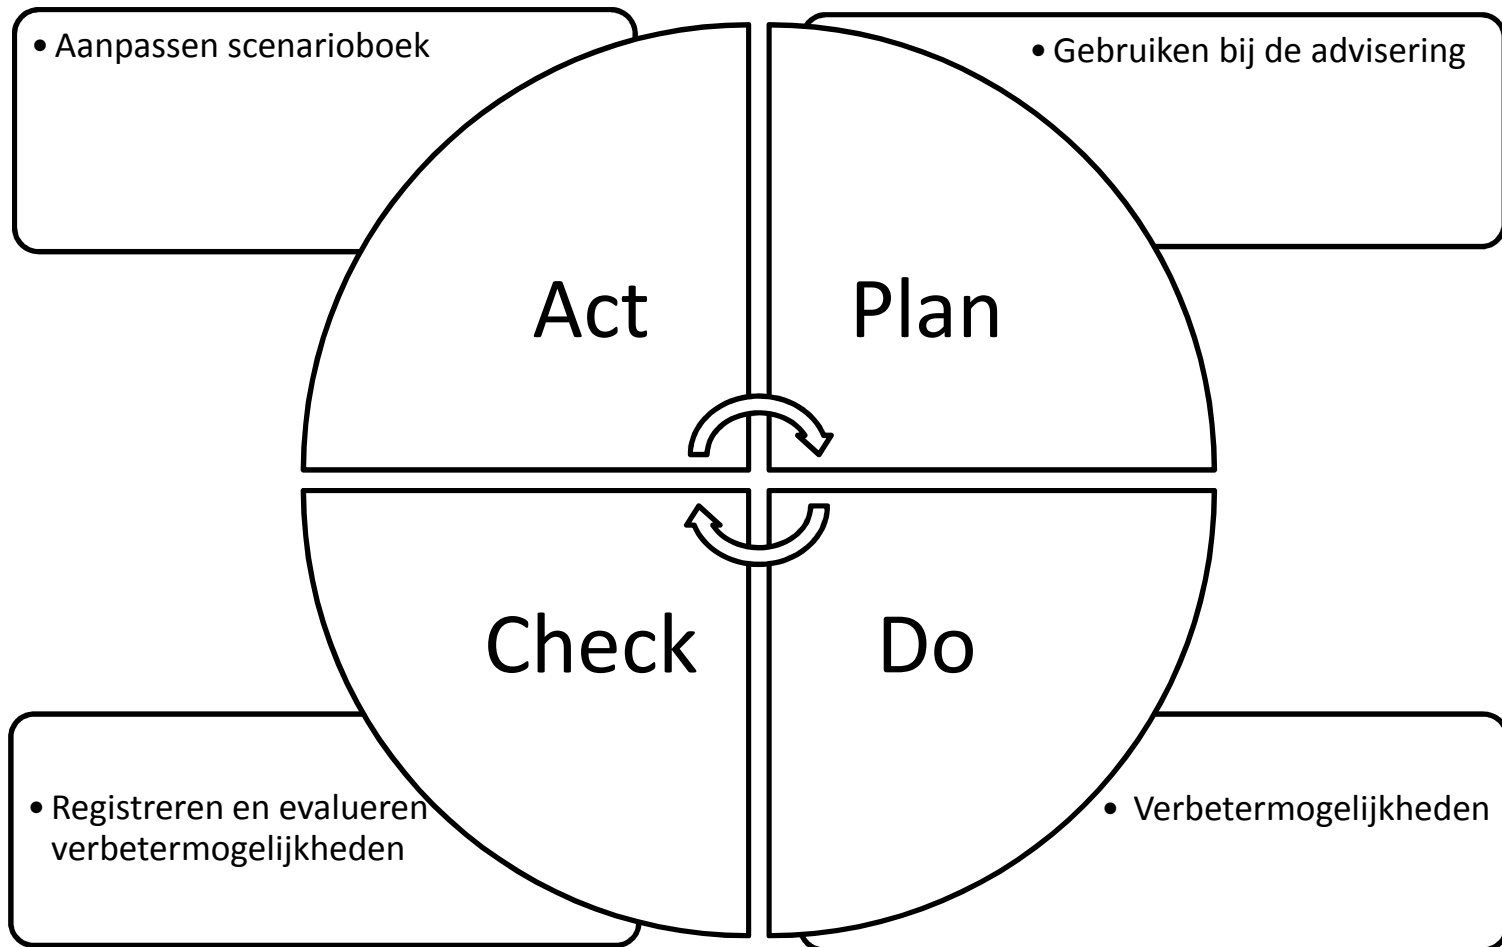 • Aanpassen scenarioboek
• Gebruiken bij de advisering
Act
Plan
Check
Do
• Registreren en evalueren
verbetermogelijkheden
• Verbetermogelijkheden